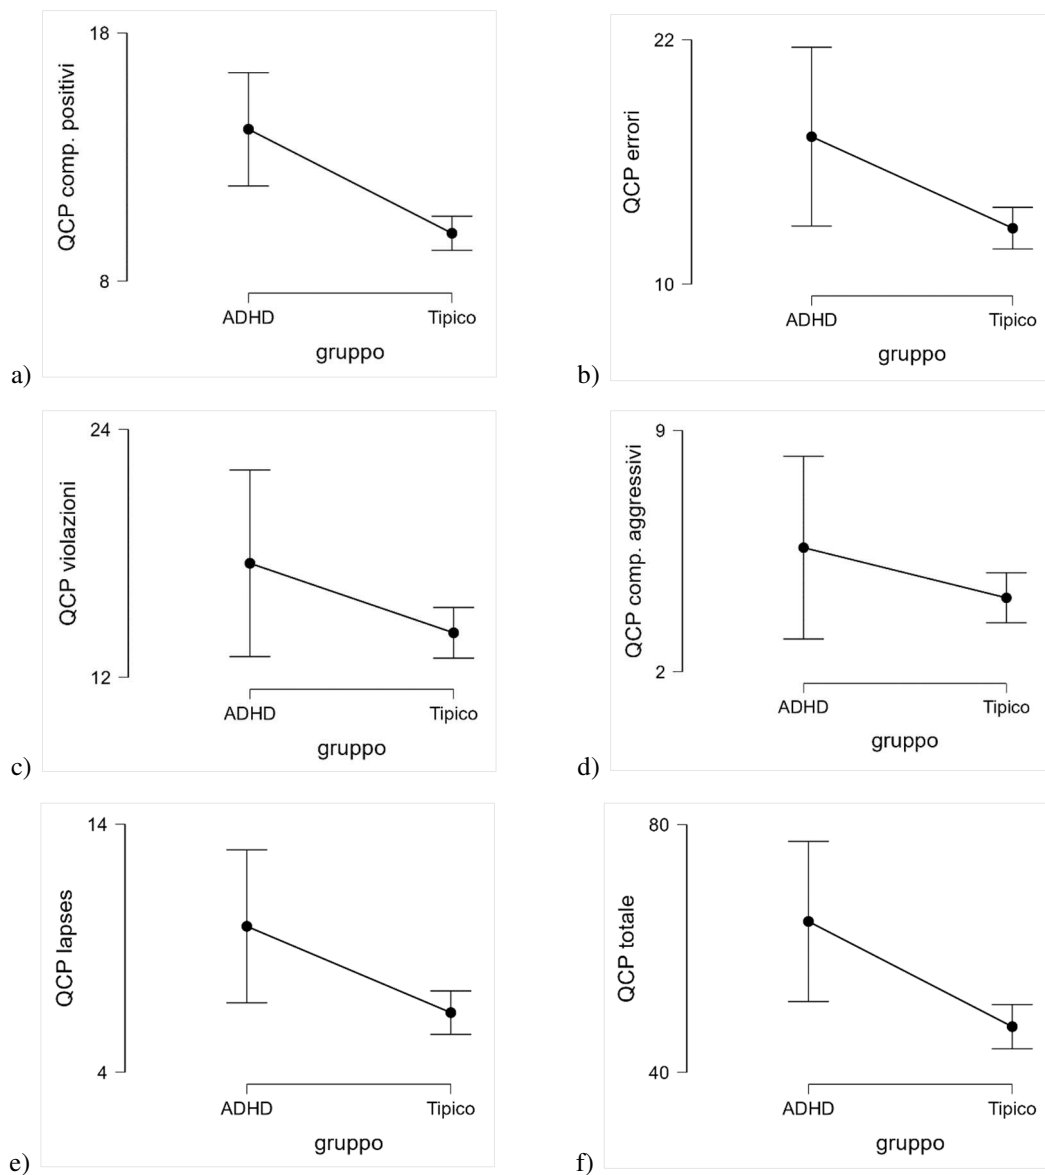 18
QCP comp. positivi
8
ADHD Tipico
gruppo
a)
22
QCP errori
10
ADHD Tipico
gruppo
b)
24
QCP violazioni
12
ADHD Tipico
gruppo
c)
9
QCP comp. aggressivi
2
ADHD Tipico
gruppo
d)
14
QCP lapses
4
ADHD Tipico
gruppo
e)
80
QCP totale
40
ADHD Tipico
gruppo
f)